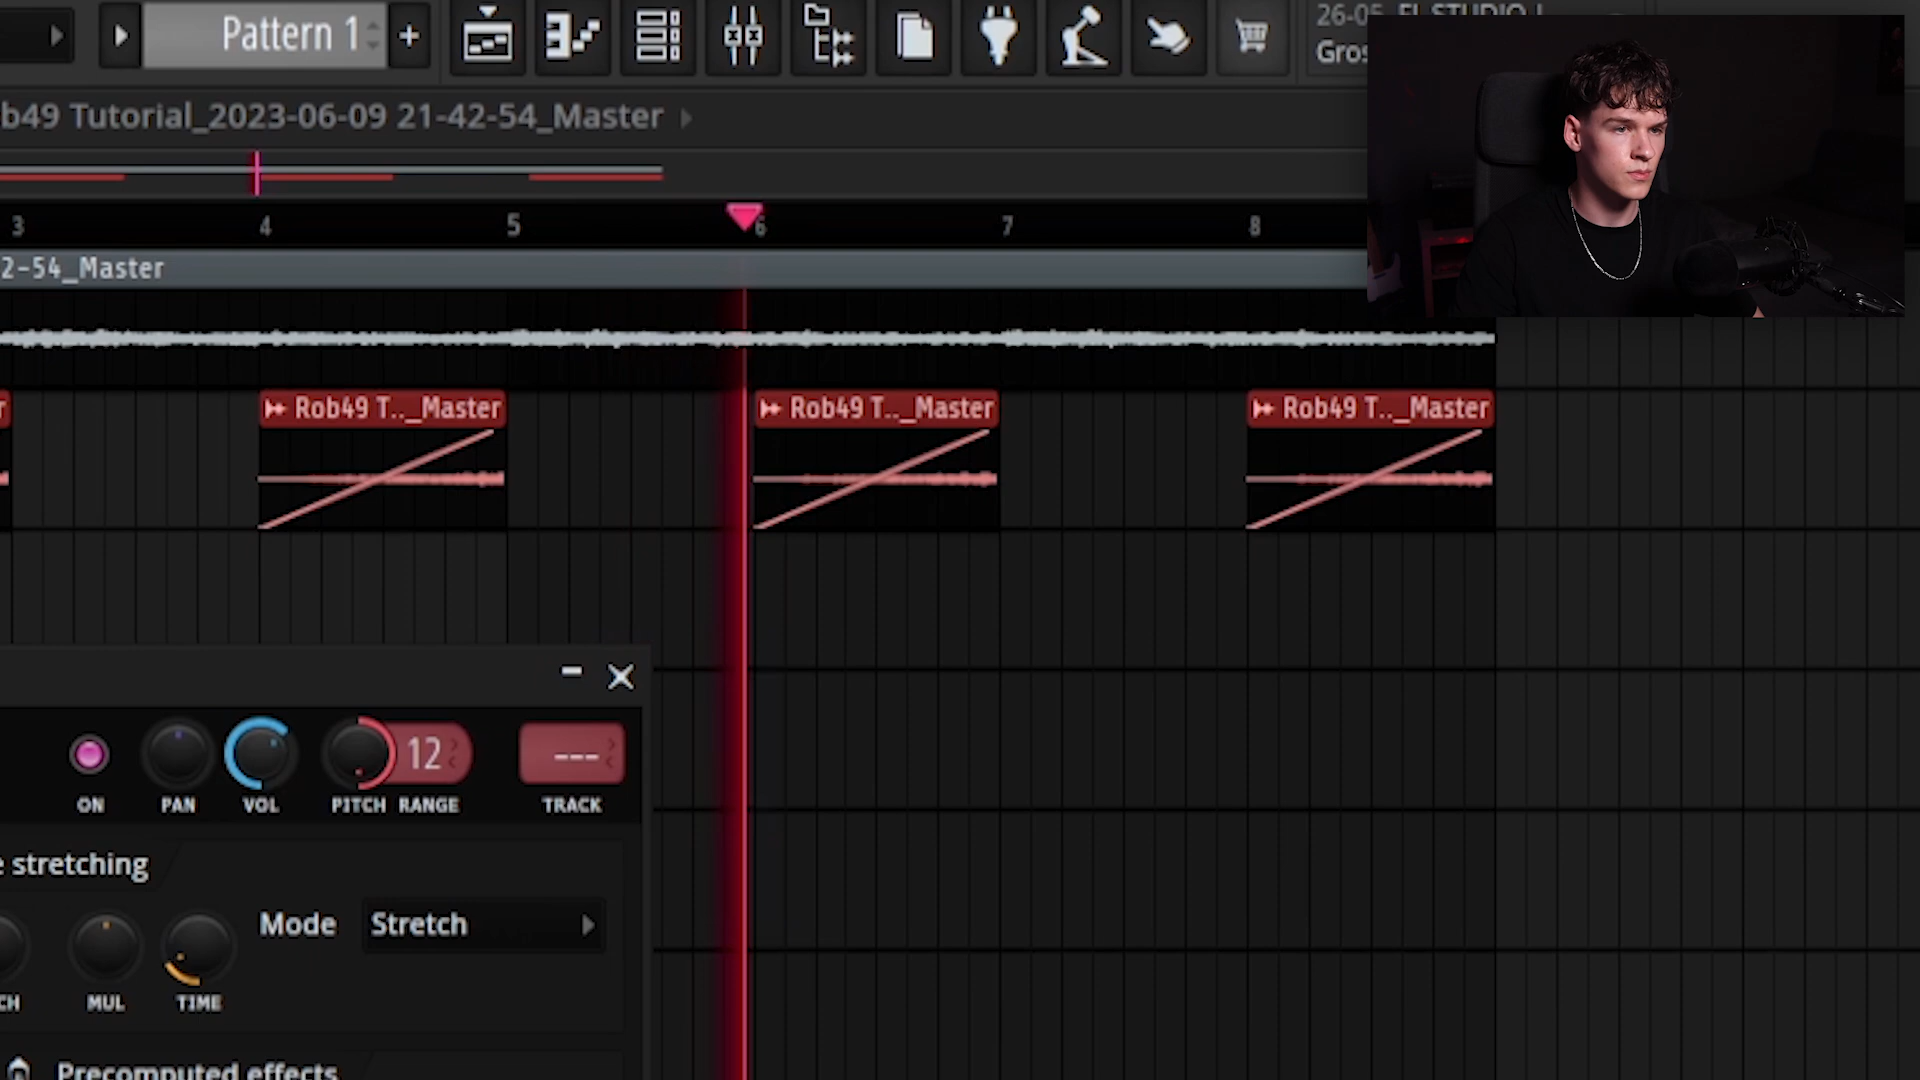 Pattern 1
+
26-05 FL STUDIO |
Gros
b49 Tutorial_2023-06-09 21-42-54_Master
3 4 5 6 7 8
2-54_Master
r Rob49 T.._Master Rob49 T.._Master Rob49 T.._Master
12 ---
ON PAN VOL PITCH RANGE TRACK
e stretching
Mode Stretch
CH MUL TIME
Precomputed effects